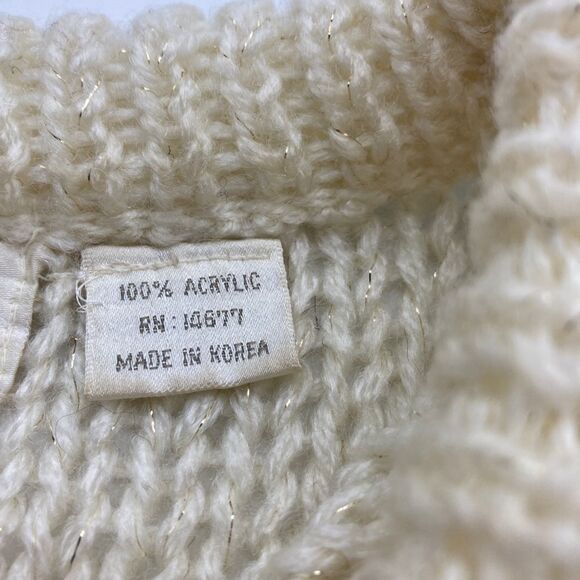 100% ACRYLIC
RN: 14677
MADE IN KOREA